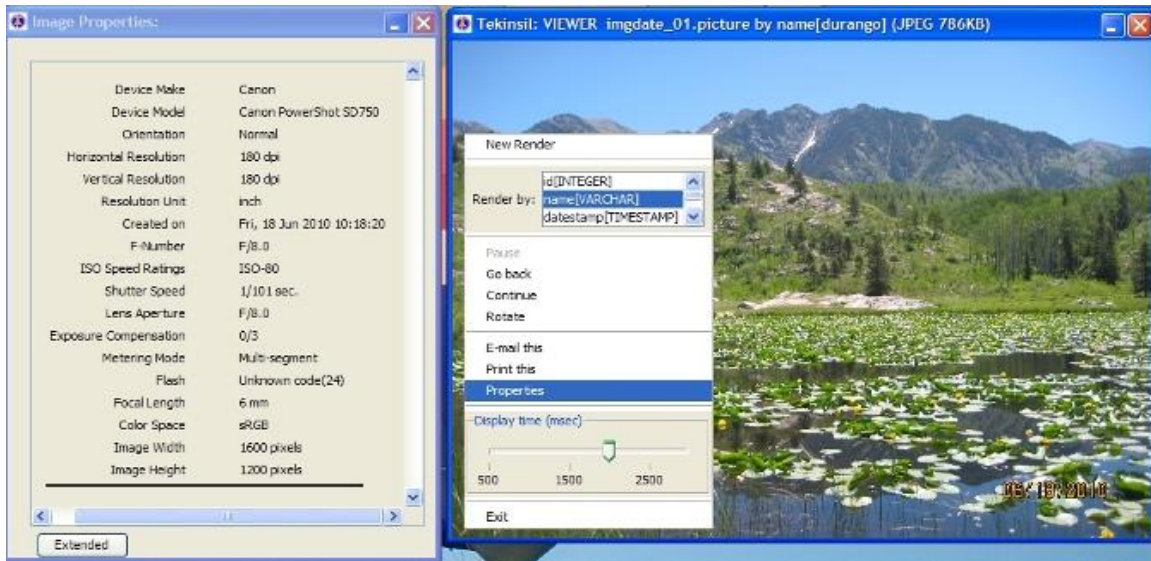 Image Properties:
Device Make Canon
Device Model Canon PowerShot SD750
Orientation Normal
Horizontal Resolution 180 dpi
Vertical Resolution 180 dpi
Resolution Unit inch
Created on Fri, 18 Jun 2010 10:18:20
F-Number F/8.0
ISO Speed Ratings ISO-80
Shutter Speed 1/101 sec.
Lens Aperture F/8.0
Exposure Compensation 0/3
Metering Mode Multi-segment
Flash Unknown code(24)
Focal Length 6 mm
Color Space sRGB
Image Width 1600 pixels
Image Height 1200 pixels
Extended
Tekinsil: VIEWER imgdate_01.picture by name[durango] (JPEG 786KB)
New Render
Render by:
id[INTEGER]
name[VARCHAR]
datestamp[TIMESTAMP]
Pause
Go back
Continue
Rotate
E-mail this
Print this
Properties
Display time (msec)
500 1500 2500
Exit
06/18/2010